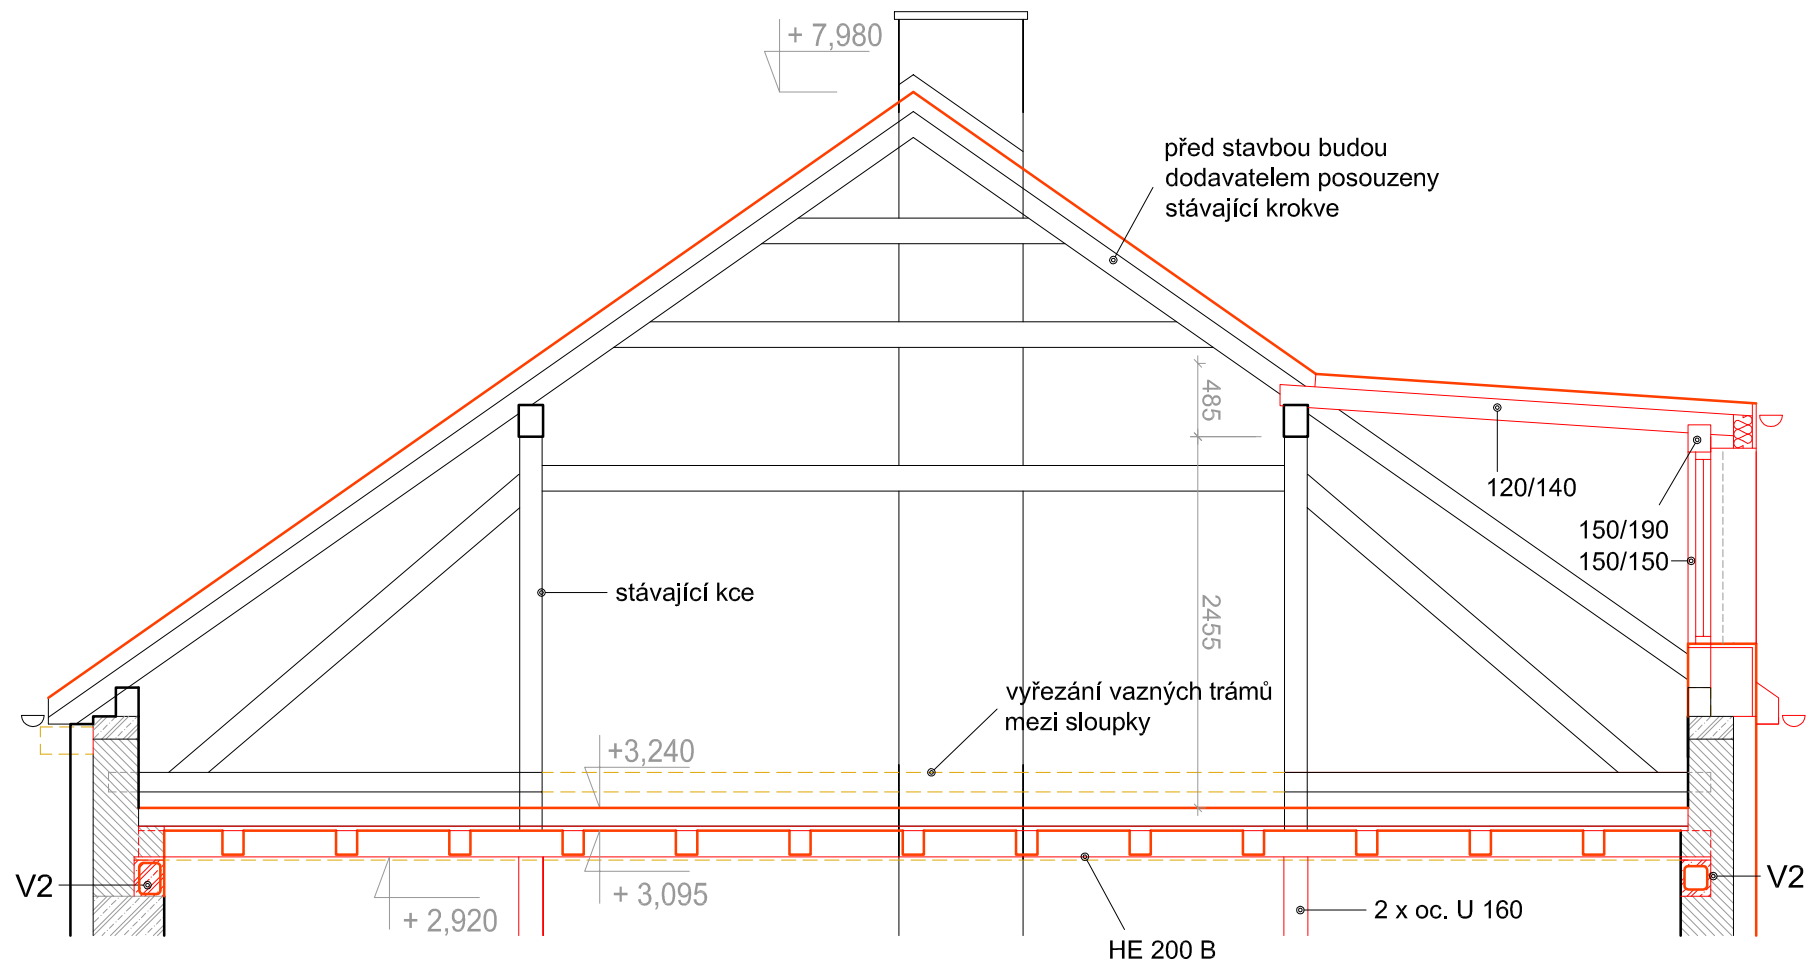 + 7,980
před stavbou budou
dodavatelem posouzeny
stávající krokve
485
120/140
150/190
150/150
stávající kce
2455
vyřezání vazných trámů
mezi sloupky
+3,240
V2
+ 3,095
+ 2,920
V2
2 x oc. U 160
HE 200 B